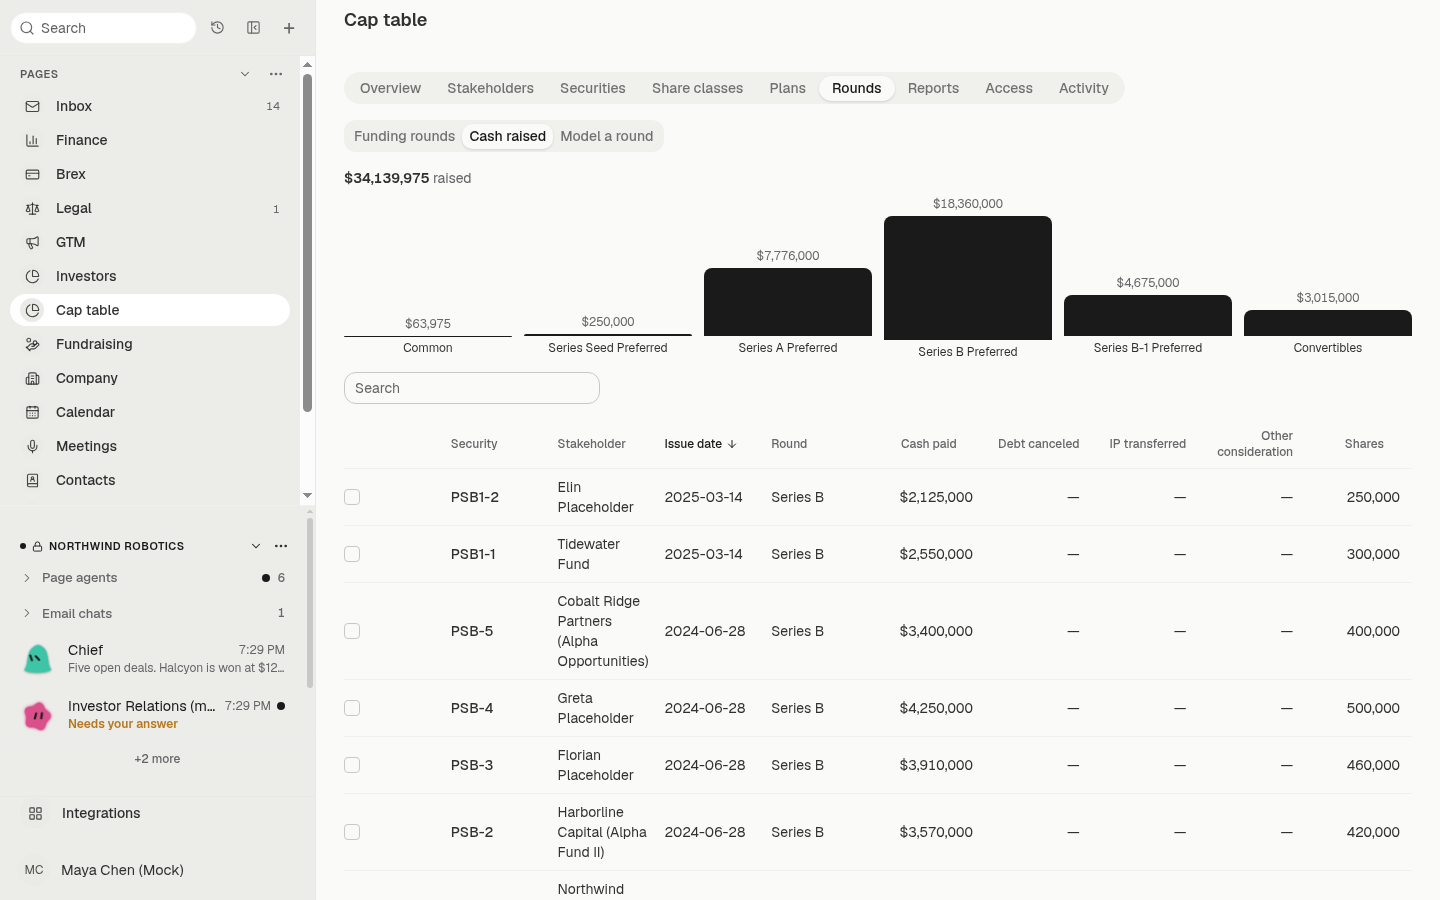 Search
PAGES
Inbox 14
Finance
Brex
Legal 1
GTM
Investors
Cap table
Fundraising
Company
Calendar
Meetings
Contacts
NORTHWIND ROBOTICS
Page agents 6
Email chats 1
Chief 7:29 PM
Five open deals. Halcyon is won at $12…
Investor Relations (m… 7:29 PM
Needs your answer
+2 more
Integrations
MC Maya Chen (Mock)
Cap table
Overview Stakeholders Securities Share classes Plans Rounds Reports Access Activity
Funding rounds Cash raised Model a round
$34,139,975 raised
$63,975
Common
$250,000
Series Seed Preferred
$7,776,000
Series A Preferred
$18,360,000
Series B Preferred
$4,675,000
Series B-1 Preferred
$3,015,000
Convertibles
Search
Security Stakeholder Issue date ↓ Round Cash paid Debt canceled IP transferred Other consideration Shares
PSB1-2 Elin Placeholder 2025-03-14 Series B $2,125,000 — — — 250,000
PSB1-1 Tidewater Fund 2025-03-14 Series B $2,550,000 — — — 300,000
PSB-5 Cobalt Ridge Partners (Alpha Opportunities) 2024-06-28 Series B $3,400,000 — — — 400,000
PSB-4 Greta Placeholder 2024-06-28 Series B $4,250,000 — — — 500,000
PSB-3 Florian Placeholder 2024-06-28 Series B $3,910,000 — — — 460,000
PSB-2 Harborline Capital (Alpha Fund II) 2024-06-28 Series B $3,570,000 — — — 420,000
Northwind